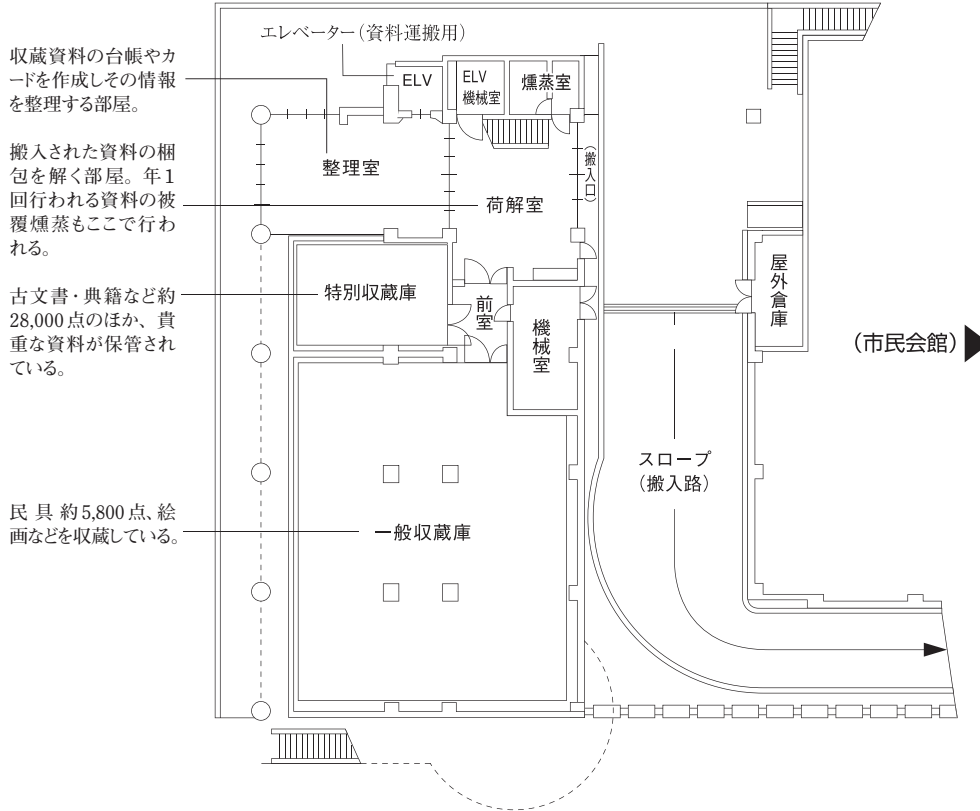 エレベーター（資料運搬用）
収蔵資料の台帳やカ
ードを作成しその情報
を整理する部屋。
ELV
ELV
機械室
燻蒸室
整理室
搬入された資料の梱
包を解く部屋。年1
回行われる資料の被
覆燻蒸もここで行わ
れる。
荷解室
（搬入口）
古文書・典籍など約
28,000点のほか、貴
重な資料が保管され
ている。
特別収蔵庫
前室
機械室
屋外倉庫
（市民会館）
スロープ
（搬入路）
民具約5,800点、絵
画などを収蔵している。
一般収蔵庫